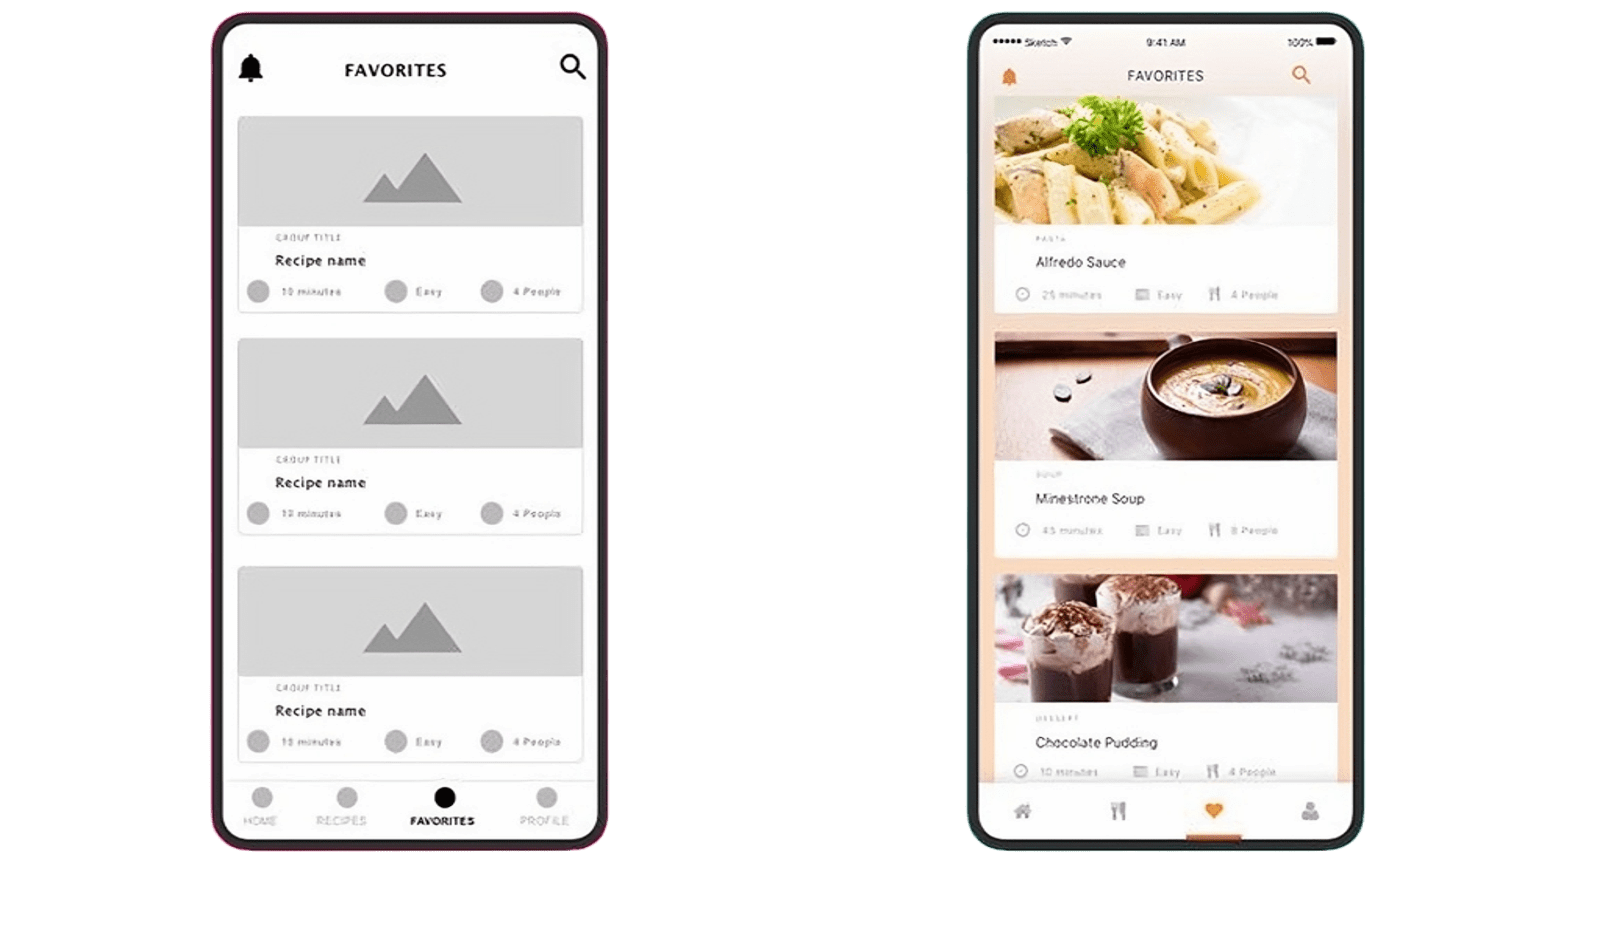 FAVORITES
GROUP TITLE
Recipe name
10 minutes Easy 4 People
GROUP TITLE
Recipe name
10 minutes Easy 4 People
GROUP TITLE
Recipe name
10 minutes Easy 4 People
HOME RECIPES FAVORITES PROFILE
Sketch 9:41 AM 100%
FAVORITES
PASTA
Alfredo Sauce
25 minutes Easy 4 People
SOUP
Minestrone Soup
45 minutes Easy 8 People
DESSERT
Chocolate Pudding
10 minutes Easy 4 People